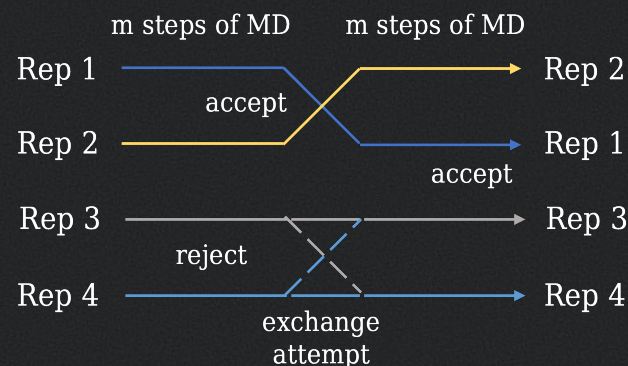 m steps of MD
m steps of MD
Rep 1
Rep 2
accept
Rep 2
Rep 1
accept
Rep 3
Rep 3
reject
Rep 4
Rep 4
exchange
attempt